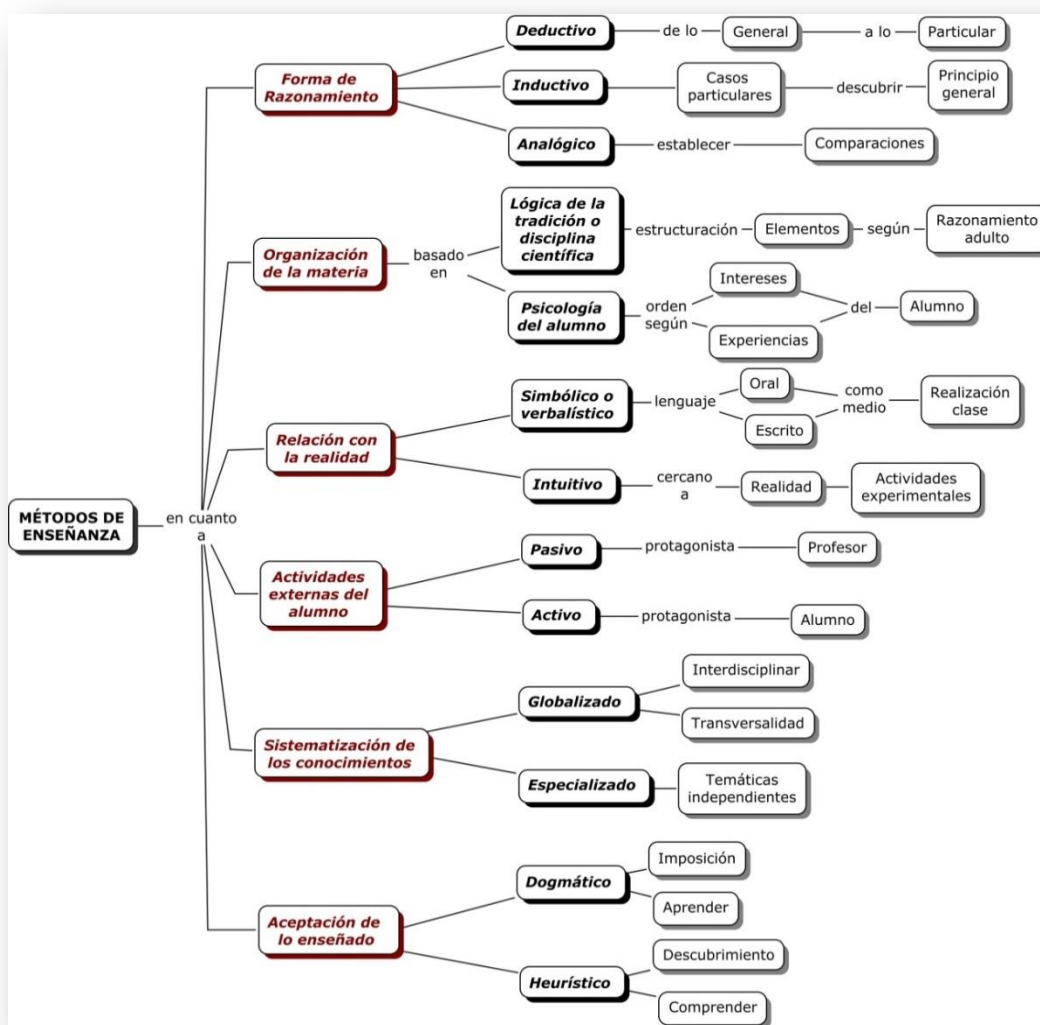 MÉTODOS DE
ENSEÑANZA
en cuanto
a
Forma de
Razonamiento
Deductivo
de lo
General
a lo
Particular
Inductivo
Casos
particulares
descubrir
Principio
general
Analógico
establecer
Comparaciones
Organización
de la materia
basado
en
Lógica de la
tradición o
disciplina
científica
estructuración
Elementos
según
Razonamiento
adulto
Psicología
del alumno
orden
según
Intereses
Experiencias
del
Alumno
Relación con
la realidad
Simbólico o
verbalístico
lenguaje
Oral
Escrito
como
medio
Realización
clase
Intuitivo
cercano
a
Realidad
Actividades
experimentales
Actividades
externas del
alumno
Pasivo
protagonista
Profesor
Activo
protagonista
Alumno
Sistematización de
los conocimientos
Globalizado
Interdisciplinar
Transversalidad
Especializado
Temáticas
independientes
Aceptación de
lo enseñado
Dogmático
Imposición
Aprender
Heurístico
Descubrimiento
Comprender